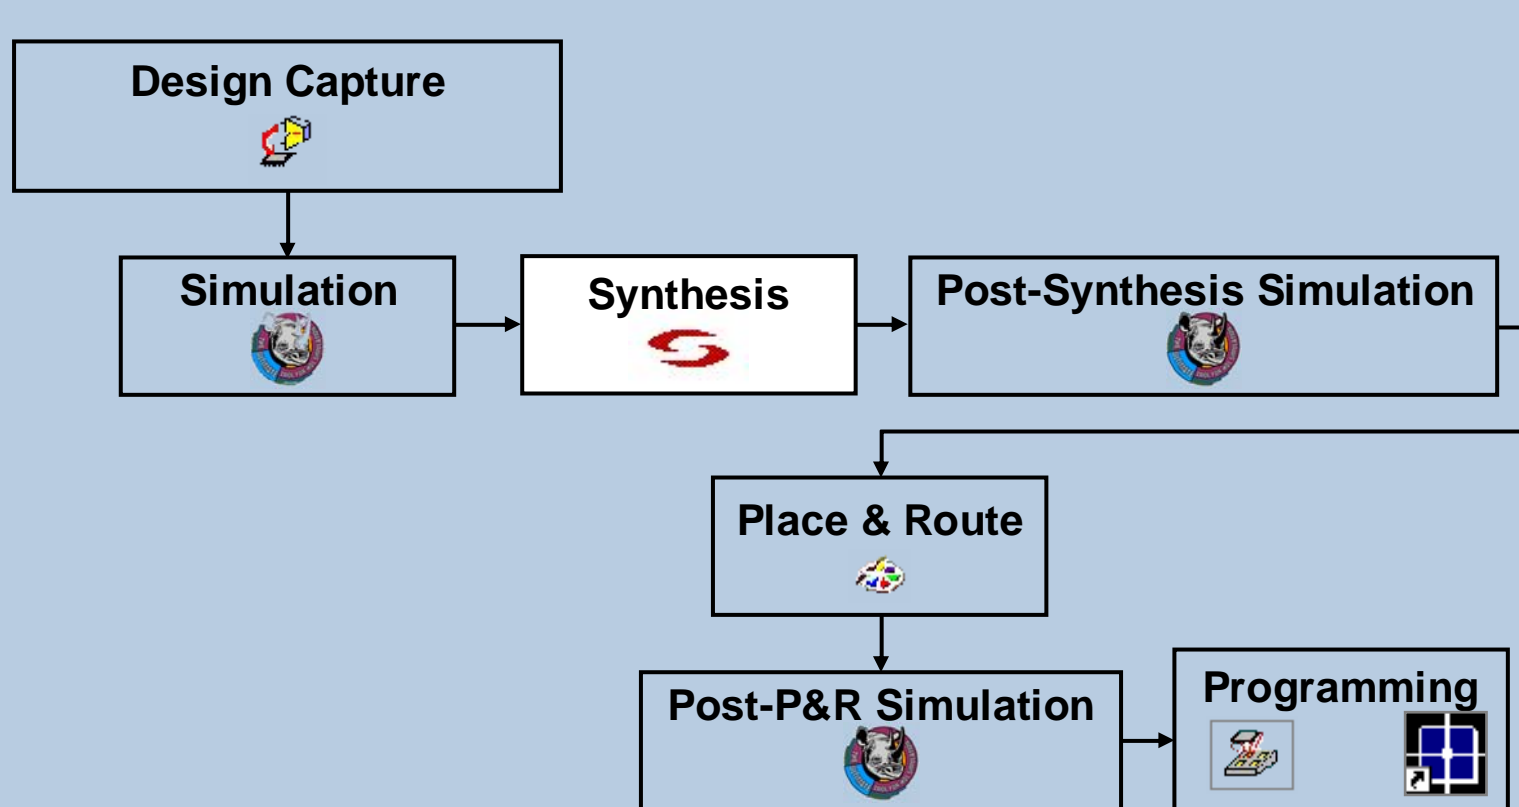 Design Capture
Simulation
Synthesis
Post-Synthesis Simulation
Place & Route
Post-P&R Simulation
Programming